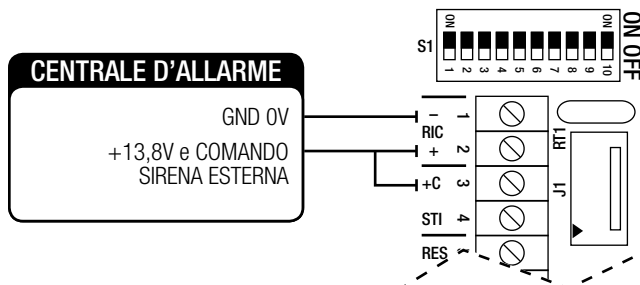 ON ON
S1
1 2 3 4 5 6 7 8 9 10
ON OFF
CENTRALE D'ALLARME
GND 0V
+13,8V e COMANDO
SIRENA ESTERNA
– 1
RIC
+ 2
+C 3
STI 4
RES
RT1
J1